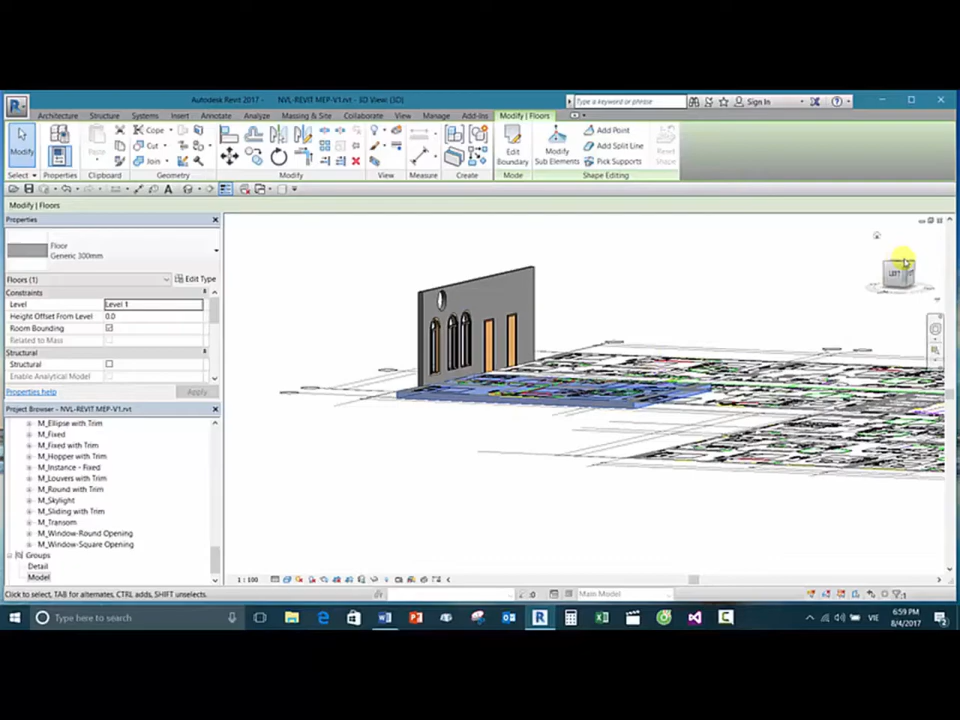 Autodesk Revit 2017 - NVL-REVIT MEP-V1.rvt - 3D View: {3D}
Type a keyword or phrase
Sign In
Architecture Structure Systems Insert Annotate Analyze Massing & Site Collaborate View Manage Add-Ins Modify | Floors
Modify
Select
Properties
Paste
Clipboard
Cope
Cut
Join
Geometry
Modify
View
Measure
Create
Edit
Boundary
Mode
Modify
Sub Elements
Add Point
Add Split Line
Pick Supports
Reset
Shape
Shape Editing
Modify | Floors
Properties
Floor
Generic 300mm
Floors (1)
Edit Type
Constraints
Level Level 1
Height Offset From Level 0.0
Room Bounding
Related to Mass
Structural
Structural
Enable Analytical Model
Properties help
Apply
Project Browser - NVL-REVIT MEP-V1.rvt
M_Ellipse with Trim
M_Fixed
M_Fixed with Trim
M_Hopper with Trim
M_Instance - Fixed
M_Louvers with Trim
M_Round with Trim
M_Skylight
M_Sliding with Trim
M_Transom
M_Window-Round Opening
M_Window-Square Opening
Groups
Detail
Model
LEFT
1 : 100
Click to select, TAB for alternates, CTRL adds, SHIFT unselects.
:0
Main Model
:1
Type here to search
VIE
6:59 PM
8/4/2017